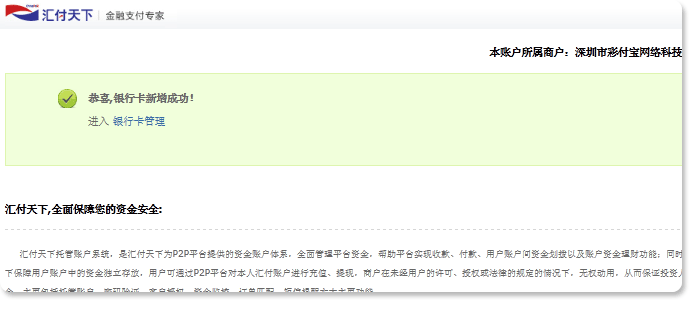 汇付天下 金融支付专家
本账户所属商户：深圳市彩付宝网络科技
恭喜,银行卡新增成功!
进入 银行卡管理
汇付天下,全面保障您的资金安全:
汇付天下托管账户系统，是汇付天下为P2P平台提供的资金账户体系，全面管理平台资金，帮助平台实现收款、付款、用户账户间资金划拨以及账户资金理财功能；同时
下保障用户账户中的资金独立存放，用户可通过P2P平台对本人汇付账户进行充值、提现，商户在未经用户的许可、授权或法律的规定的情况下，无权动用，从而保证投资人